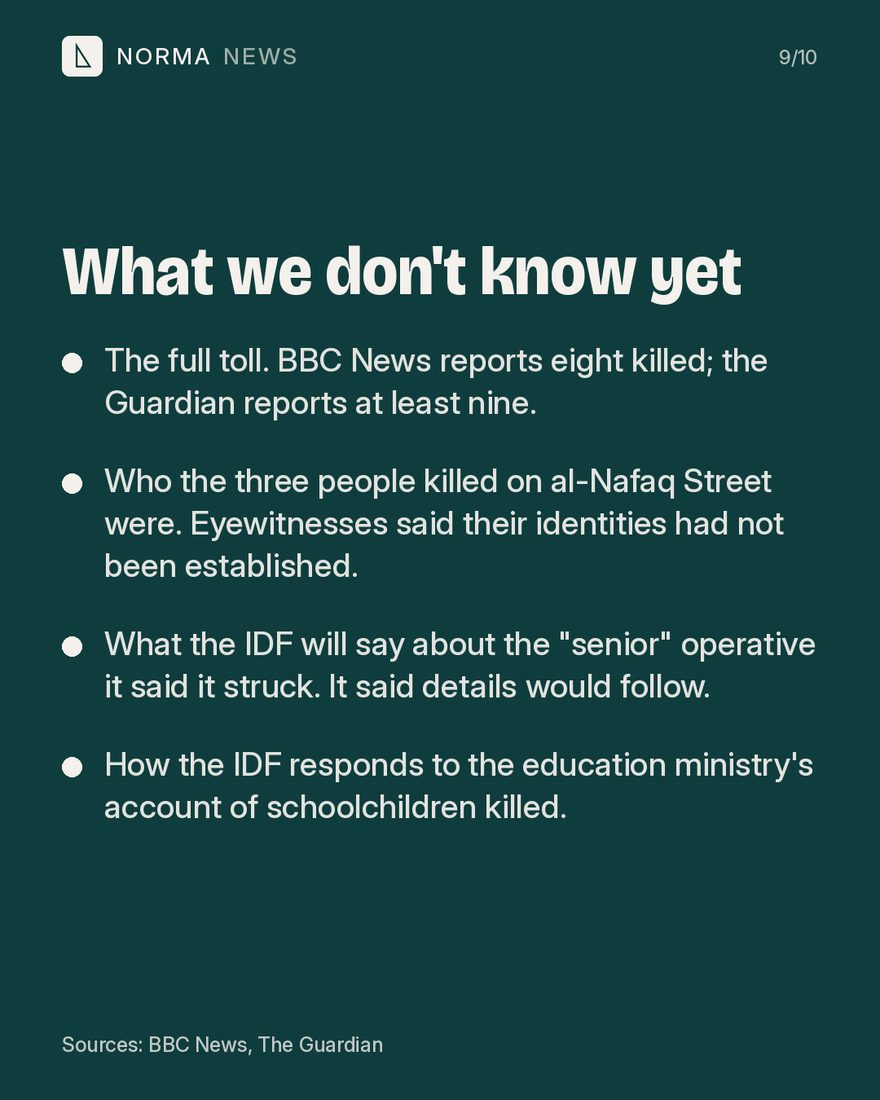 NORMA NEWS
9/10
What we don't know yet
The full toll. BBC News reports eight killed; the
Guardian reports at least nine.
Who the three people killed on al-Nafaq Street
were. Eyewitnesses said their identities had not
been established.
What the IDF will say about the "senior" operative
it said it struck. It said details would follow.
How the IDF responds to the education ministry's
account of schoolchildren killed.
Sources: BBC News, The Guardian